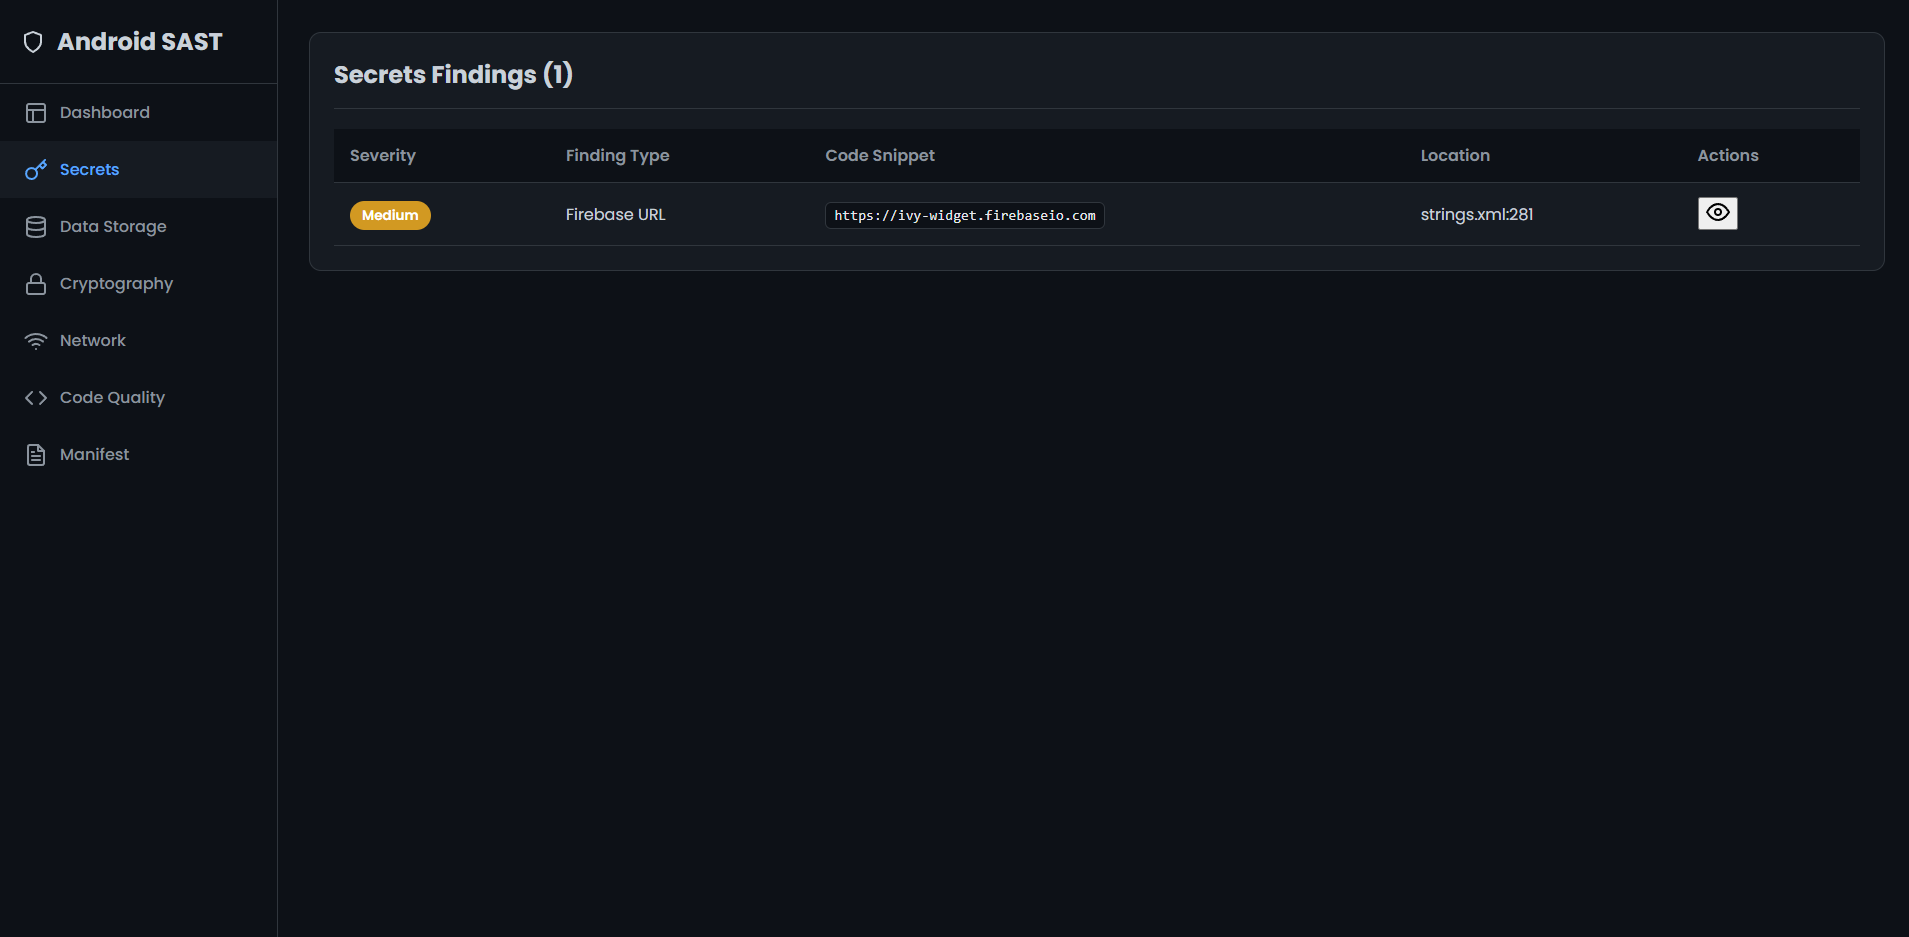 Android SAST
Dashboard
Secrets
Data Storage
Cryptography
Network
Code Quality
Manifest
Secrets Findings (1)
Severity Finding Type Code Snippet Location Actions
Medium Firebase URL https://ivy-widget.firebaseio.com strings.xml:281